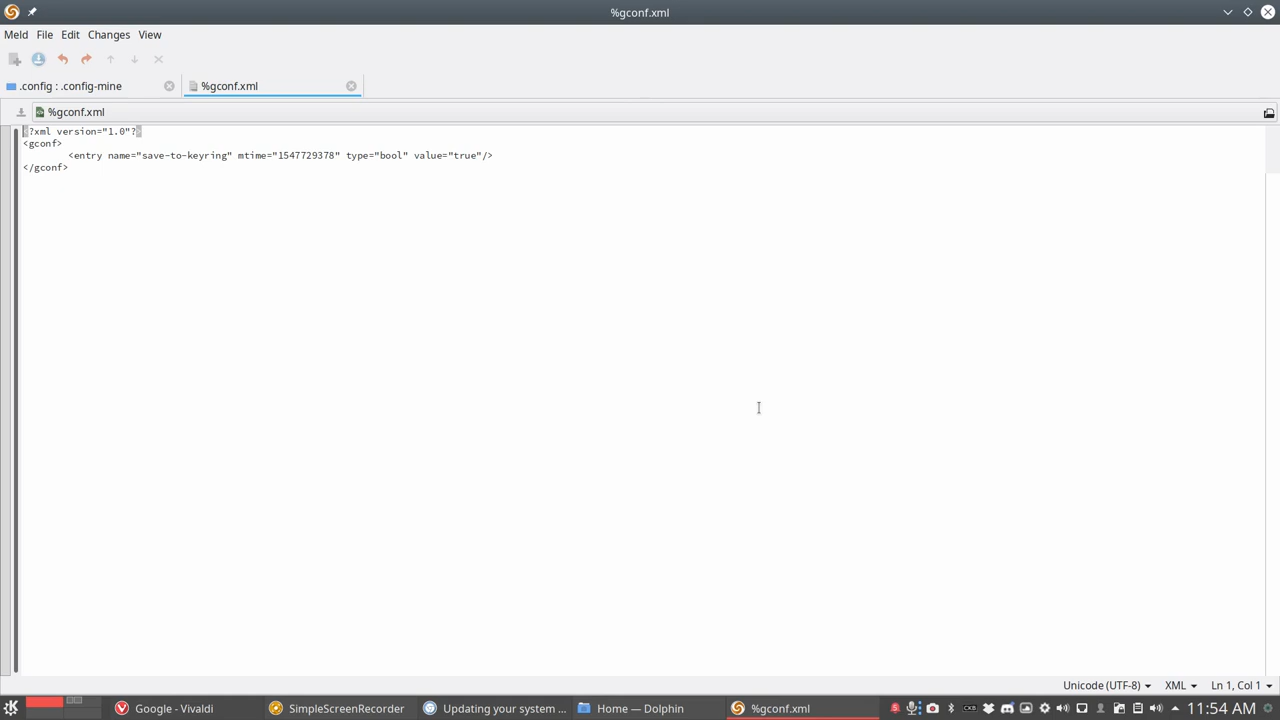 %gconf.xml
Meld File Edit Changes View
.config : .config-mine %gconf.xml
%gconf.xml
<?xml version="1.0"?>
<gconf>
<entry name="save-to-keyring" mtime="1547729378" type="bool" value="true"/>
</gconf>
Unicode (UTF-8) XML Ln 1, Col 1
Google - Vivaldi SimpleScreenRecorder Updating your system ... Home — Dolphin %gconf.xml 11:54 AM